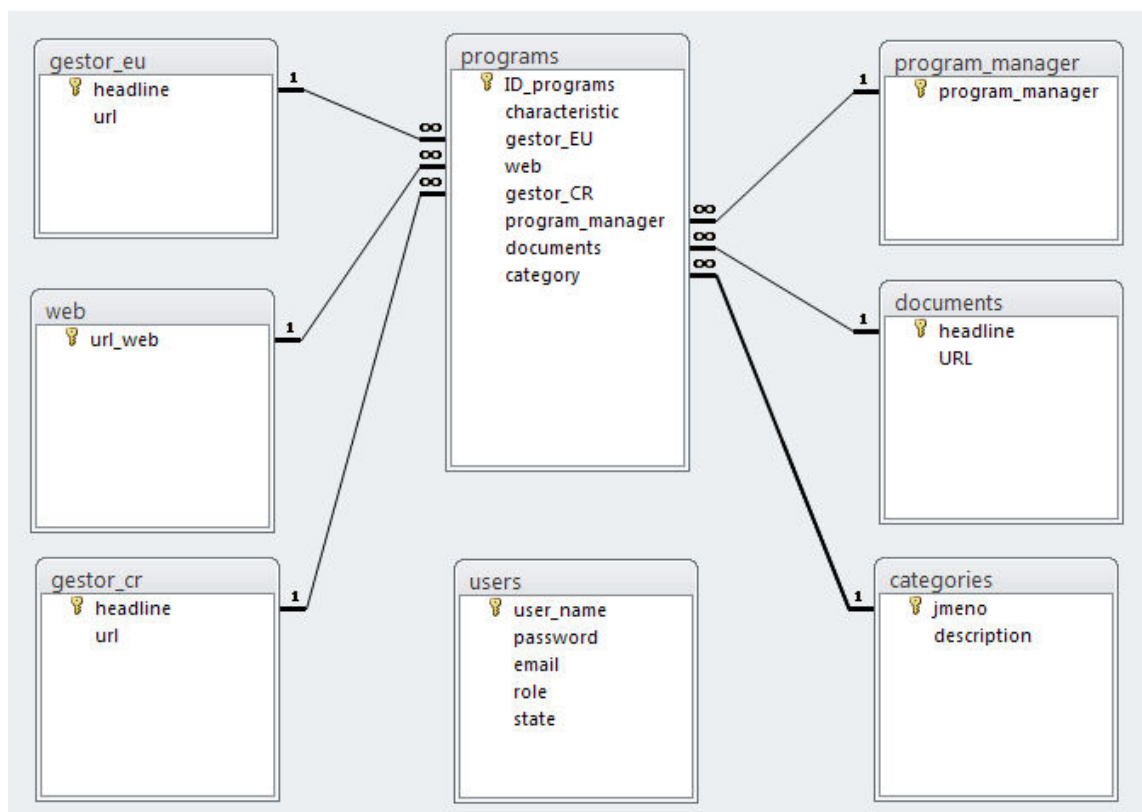 gestor_eu
headline
url
1
programs
ID_programs
characteristic
gestor_EU
web
gestor_CR
program_manager
documents
category
∞
∞
∞
∞
∞
∞
program_manager
program_manager
1
web
url_web
1
documents
headline
URL
1
gestor_cr
headline
url
1
users
user_name
password
email
role
state
categories
jmeno
description
1